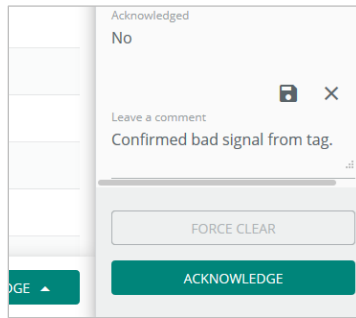 Acknowledged
No
Leave a comment
Confirmed bad signal from tag.
FORCE CLEAR
ACKNOWLEDGE
DGE